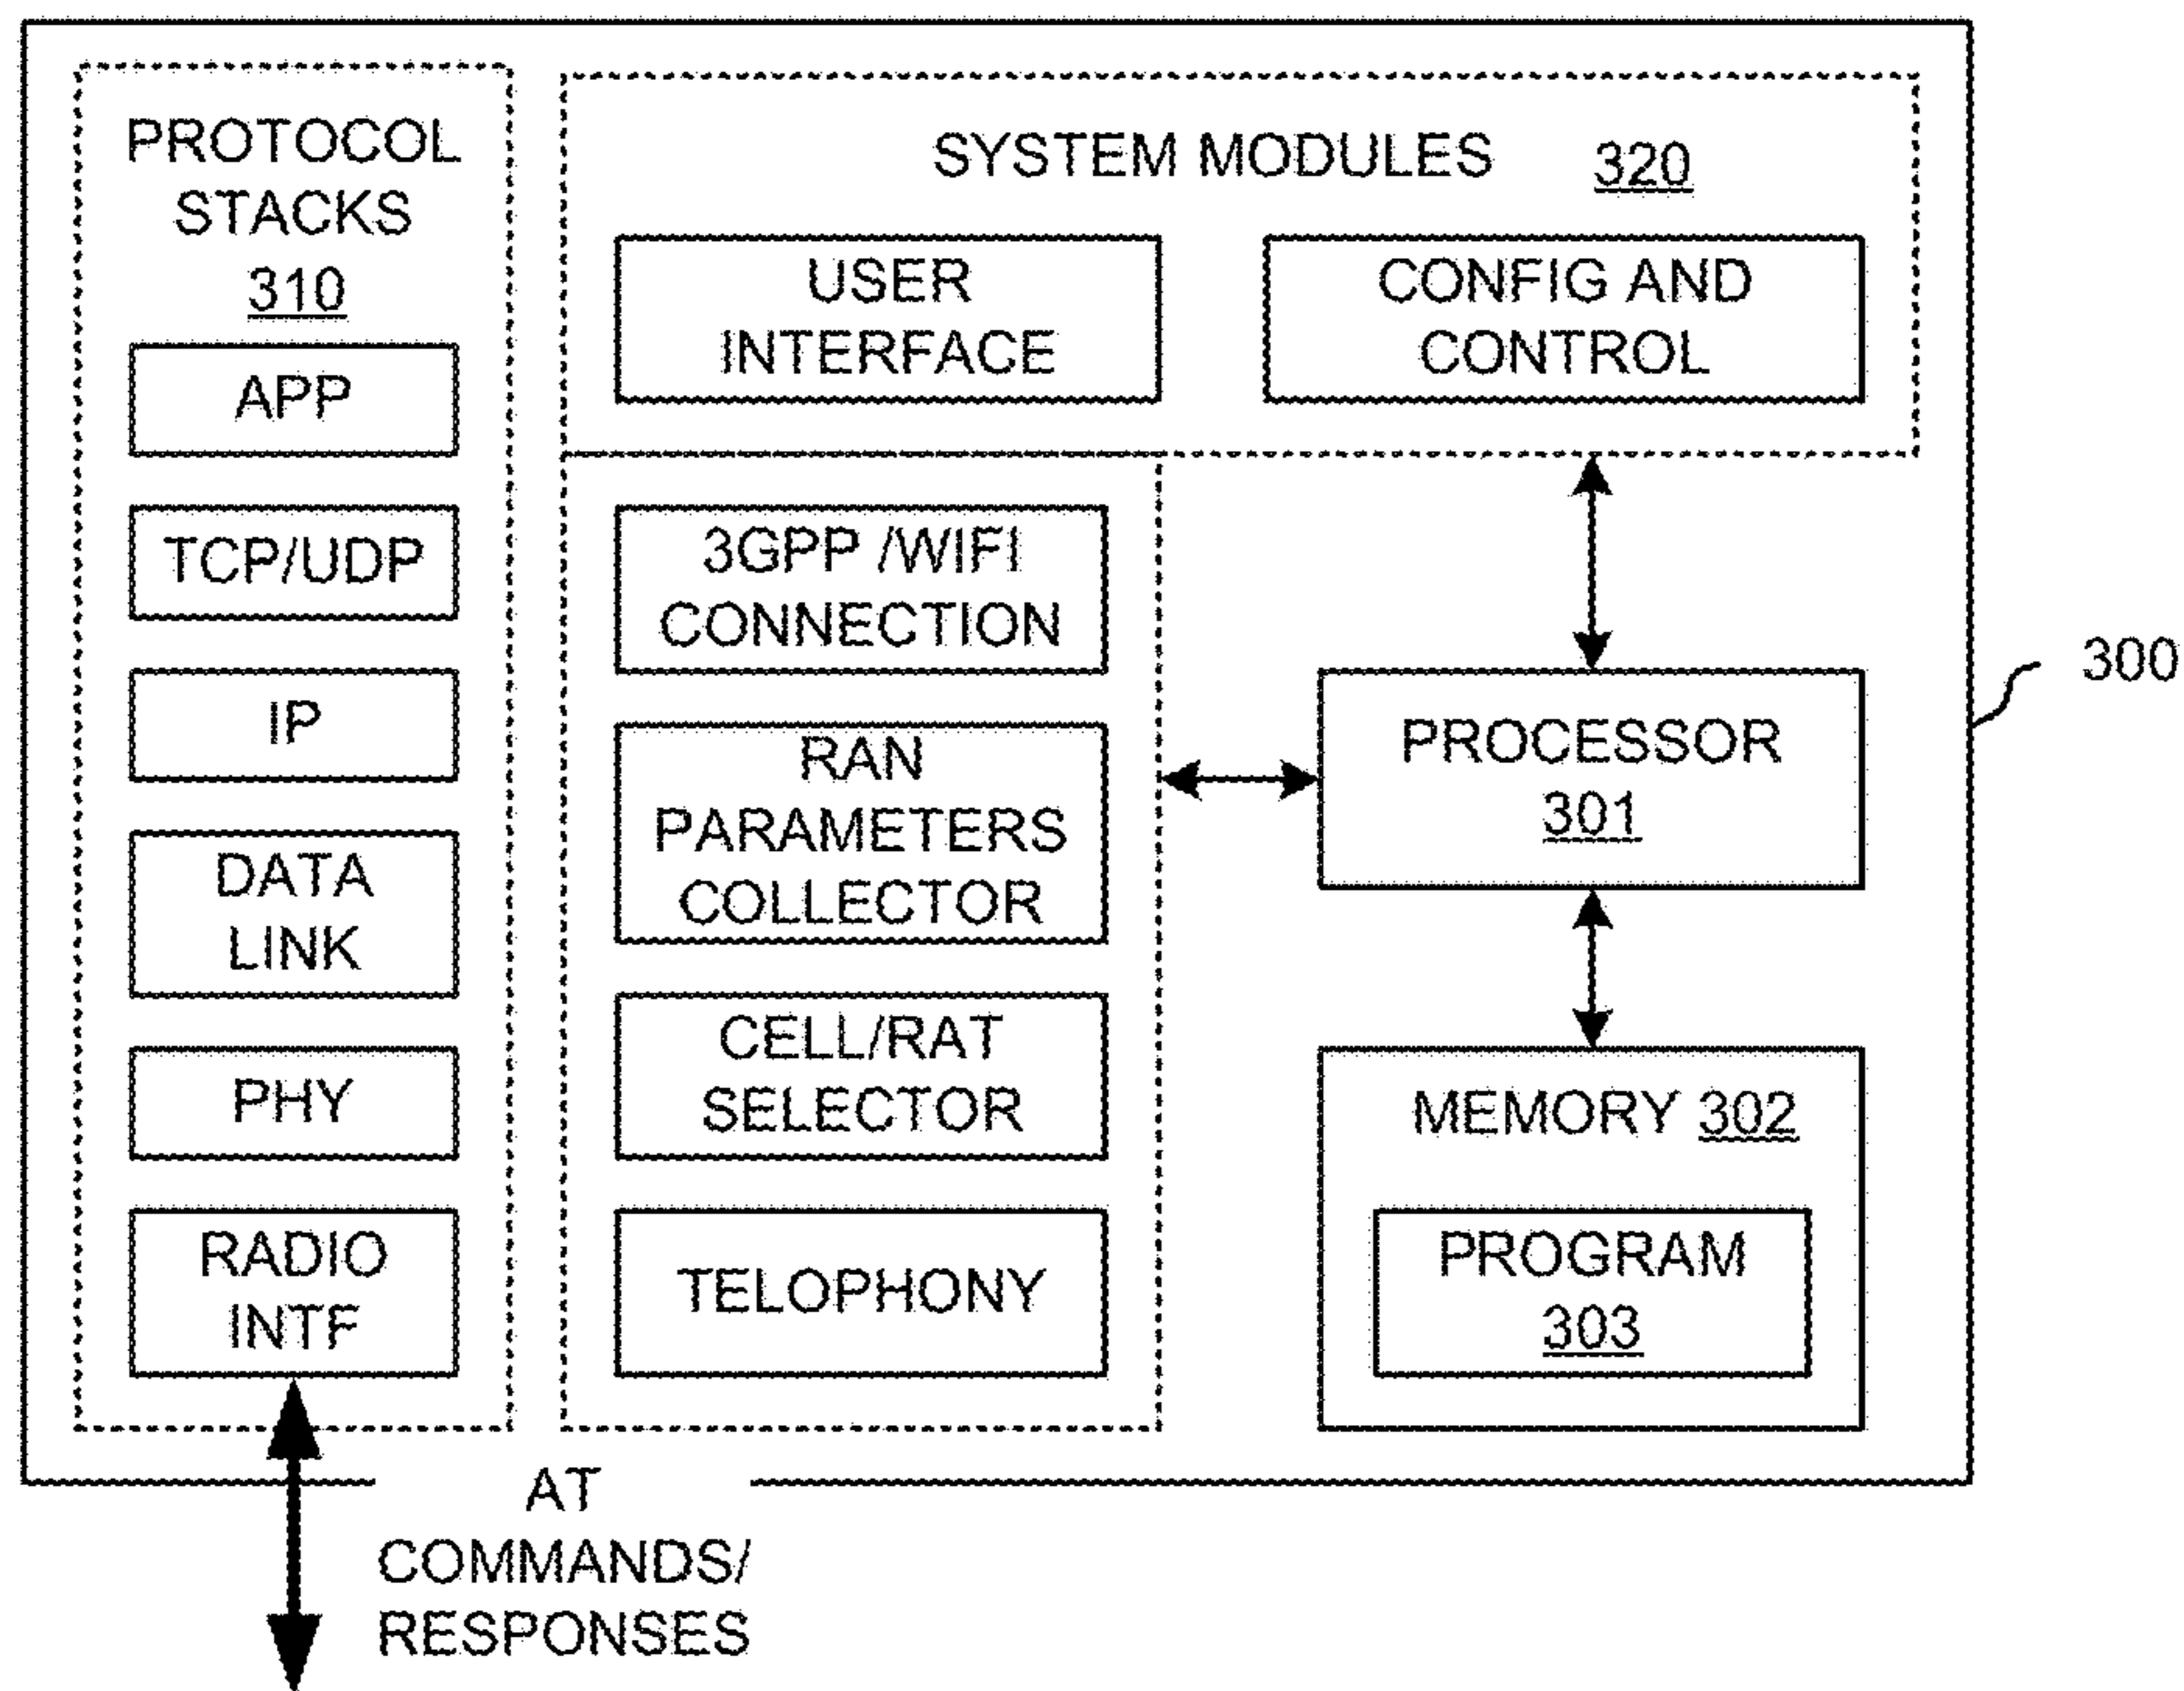 PROTOCOL
STACKS
310
APP
TCP/UDP
IP
DATA
LINK
PHY
RADIO
INTF
SYSTEM MODULES 320
USER
INTERFACE
CONFIG AND
CONTROL
3GPP /WIFI
CONNECTION
RAN
PARAMETERS
COLLECTOR
CELL/RAT
SELECTOR
TELOPHONY
PROCESSOR
301
MEMORY 302
PROGRAM
303
300
AT
COMMANDS/
RESPONSES